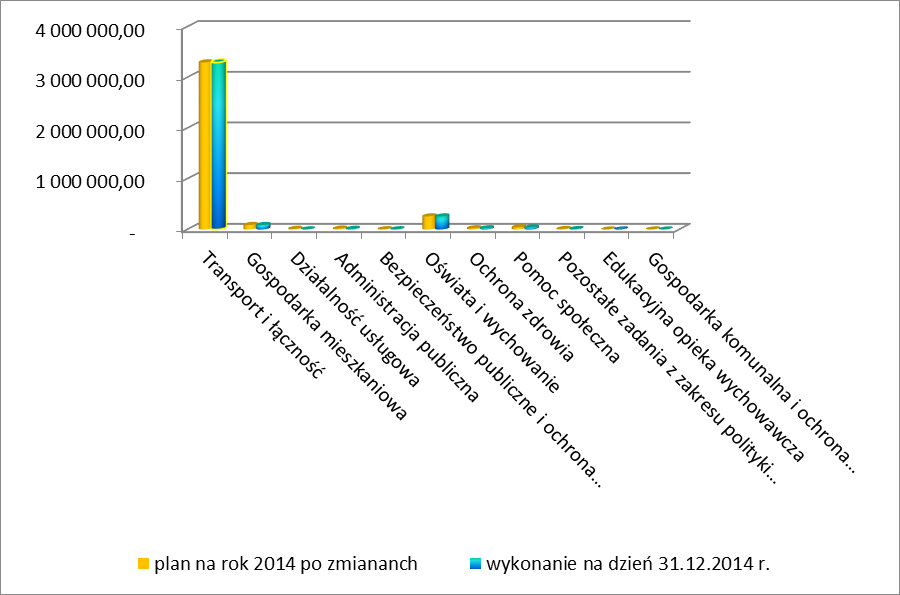 4 000 000,00
3 000 000,00
2 000 000,00
1 000 000,00
-
Transport i łączność
Gospodarka mieszkaniowa
Działalność usługowa
Administracja publiczna
Bezpieczeństwo publiczne i ochrona...
Oświata i wychowanie
Ochrona zdrowia
Pomoc społeczna
Pozostałe zadania z zakresu polityki...
Edukacyjna opieka wychowawcza
Gospodarka komunalna i ochrona...
plan na rok 2014 po zmiananch
wykonanie na dzień 31.12.2014 r.